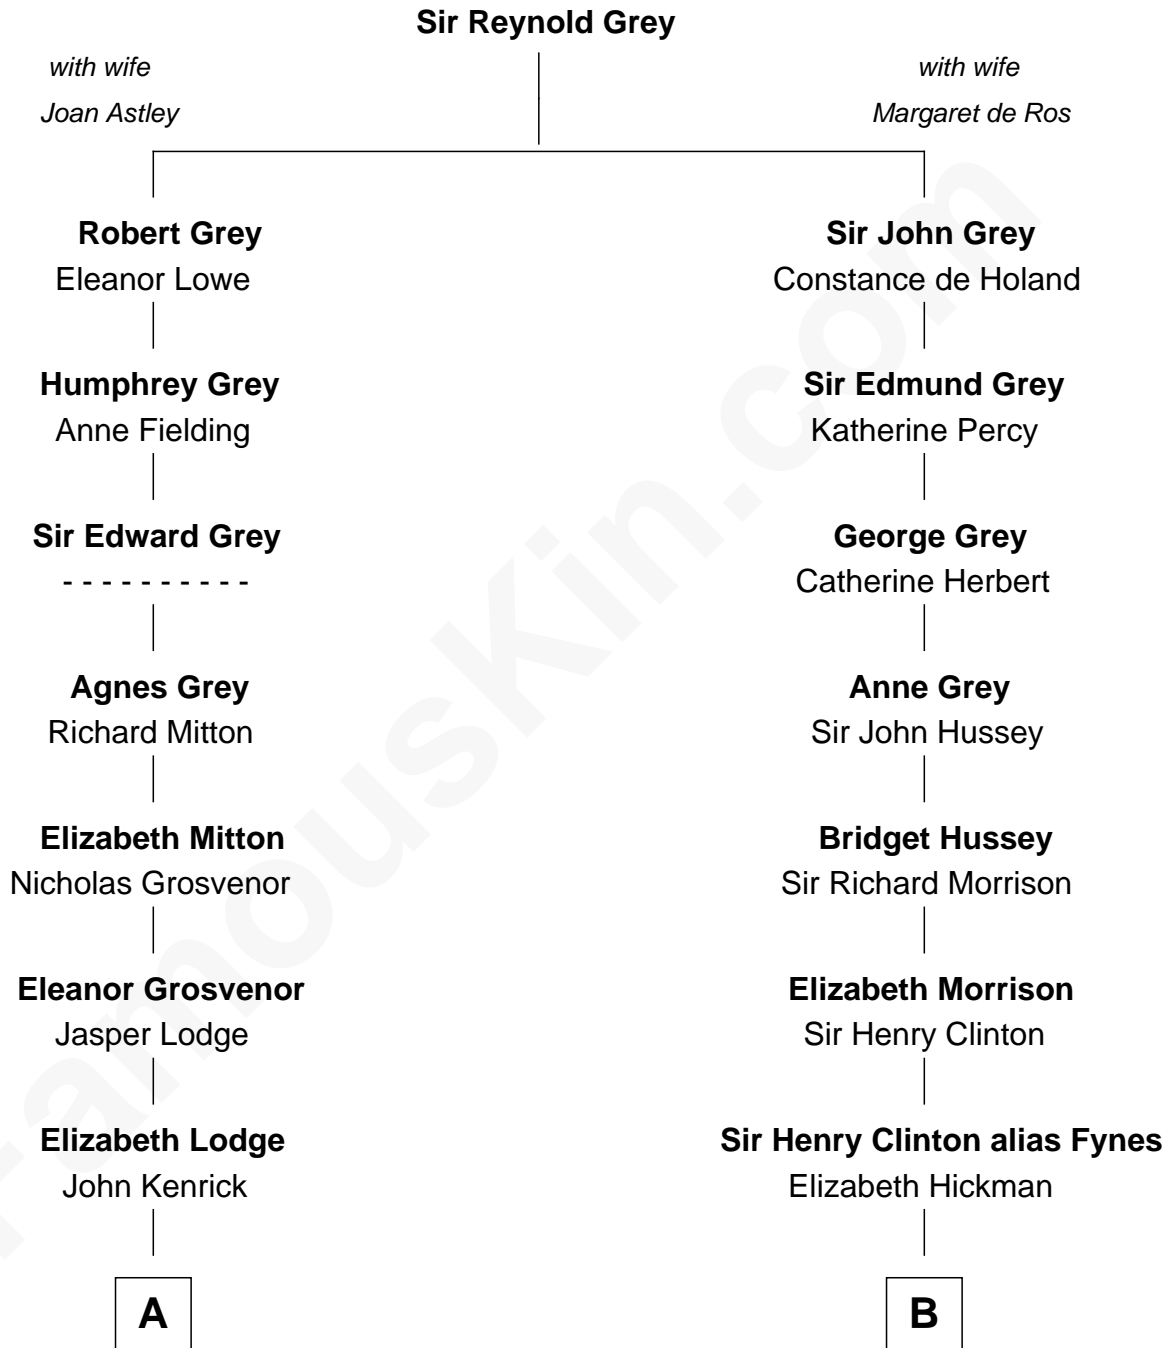 Sir Reynold Grey
with wife
Joan Astley
with wife
Margaret de Ros
Robert Grey
Eleanor Lowe
Humphrey Grey
Anne Fielding
Sir Edward Grey
- - - - - - - - - -
Agnes Grey
Richard Mitton
Elizabeth Mitton
Nicholas Grosvenor
Eleanor Grosvenor
Jasper Lodge
Elizabeth Lodge
John Kenrick
A
Sir John Grey
Constance de Holand
Sir Edmund Grey
Katherine Percy
George Grey
Catherine Herbert
Anne Grey
Sir John Hussey
Bridget Hussey
Sir Richard Morrison
Elizabeth Morrison
Sir Henry Clinton
Sir Henry Clinton alias Fynes
Elizabeth Hickman
B
FamousKin.com